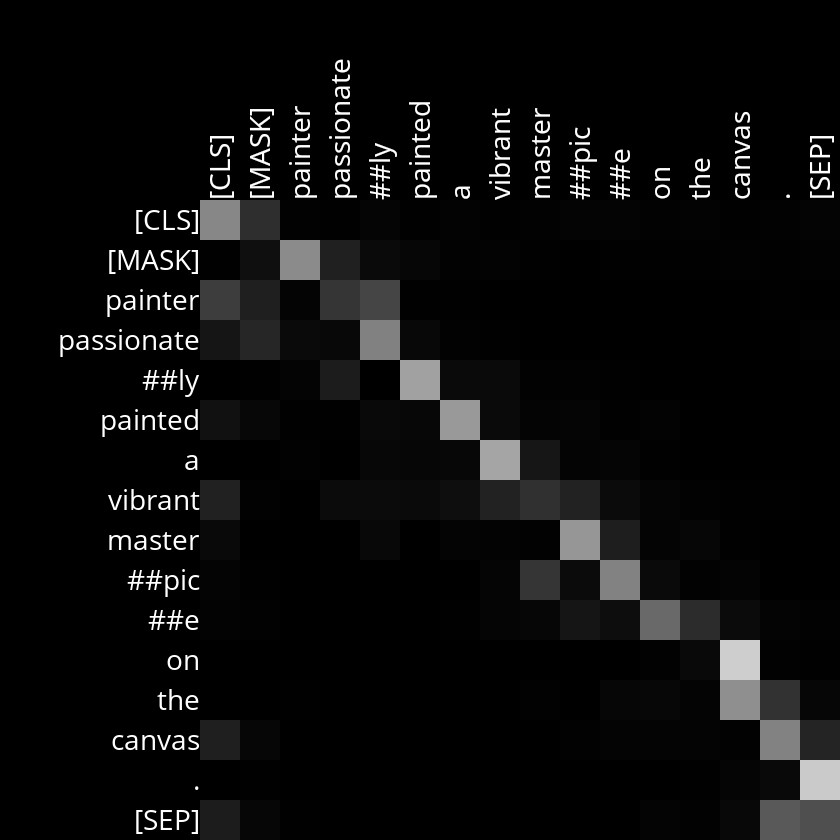 [CLS] [MASK] painter passionate ##ly painted a vibrant master ##pic ##e on the canvas . [SEP]
[CLS]
[MASK]
painter
passionate
##ly
painted
a
vibrant
master
##pic
##e
on
the
canvas
.
[SEP]